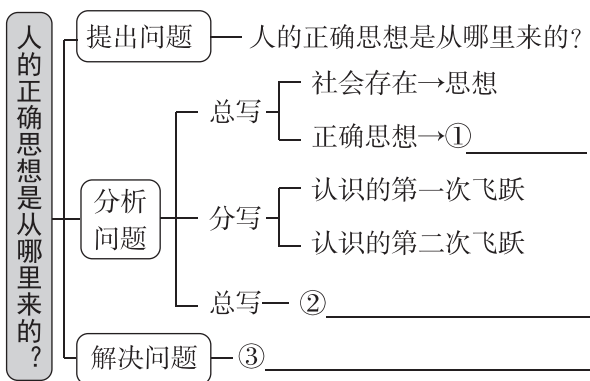 人的正确思想是从哪里来的？
提出问题
人的正确思想是从哪里来的？
分析
问题
总写
社会存在→思想
正确思想→①
分写
认识的第一次飞跃
认识的第二次飞跃
总写
②
解决问题
③